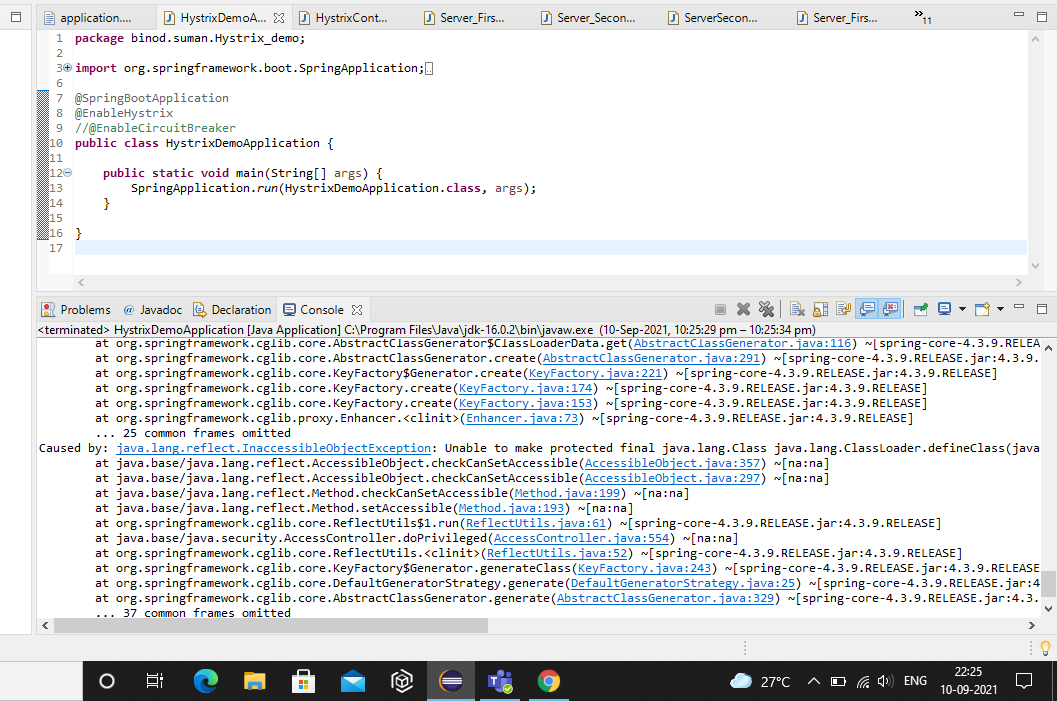 application....
HystrixDemoA...
HystrixCont...
Server_Firs...
Server_Secon...
ServerSecon...
Server_Firs...
»11
1 package binod.suman.Hystrix_demo;
2
3 import org.springframework.boot.SpringApplication;
6
7 @SpringBootApplication
8 @EnableHystrix
9 //@EnableCircuitBreaker
10 public class HystrixDemoApplication {
11
12 public static void main(String[] args) {
13 SpringApplication.run(HystrixDemoApplication.class, args);
14 }
15
16 }
17
Problems @ Javadoc Declaration Console
<terminated> HystrixDemoApplication [Java Application] C:\Program Files\Java\jdk-16.0.2\bin\javaw.exe (10-Sep-2021, 10:25:29 pm – 10:25:34 pm)
at org.springframework.cglib.core.AbstractClassGenerator$ClassLoaderData.get(AbstractClassGenerator.java:116) ~[spring-core-4.3.9.RELEA
at org.springframework.cglib.core.AbstractClassGenerator.create(AbstractClassGenerator.java:291) ~[spring-core-4.3.9.RELEASE.jar:4.3.9.
at org.springframework.cglib.core.KeyFactory$Generator.create(KeyFactory.java:221) ~[spring-core-4.3.9.RELEASE.jar:4.3.9.RELEASE]
at org.springframework.cglib.core.KeyFactory.create(KeyFactory.java:174) ~[spring-core-4.3.9.RELEASE.jar:4.3.9.RELEASE]
at org.springframework.cglib.core.KeyFactory.create(KeyFactory.java:153) ~[spring-core-4.3.9.RELEASE.jar:4.3.9.RELEASE]
at org.springframework.cglib.proxy.Enhancer.<clinit>(Enhancer.java:73) ~[spring-core-4.3.9.RELEASE.jar:4.3.9.RELEASE]
... 25 common frames omitted
Caused by: java.lang.reflect.InaccessibleObjectException: Unable to make protected final java.lang.Class java.lang.ClassLoader.defineClass(java
at java.base/java.lang.reflect.AccessibleObject.checkCanSetAccessible(AccessibleObject.java:357) ~[na:na]
at java.base/java.lang.reflect.AccessibleObject.checkCanSetAccessible(AccessibleObject.java:297) ~[na:na]
at java.base/java.lang.reflect.Method.checkCanSetAccessible(Method.java:199) ~[na:na]
at java.base/java.lang.reflect.Method.setAccessible(Method.java:193) ~[na:na]
at org.springframework.cglib.core.ReflectUtils$1.run(ReflectUtils.java:61) ~[spring-core-4.3.9.RELEASE.jar:4.3.9.RELEASE]
at java.base/java.security.AccessController.doPrivileged(AccessController.java:554) ~[na:na]
at org.springframework.cglib.core.ReflectUtils.<clinit>(ReflectUtils.java:52) ~[spring-core-4.3.9.RELEASE.jar:4.3.9.RELEASE]
at org.springframework.cglib.core.KeyFactory$Generator.generateClass(KeyFactory.java:243) ~[spring-core-4.3.9.RELEASE.jar:4.3.9.RELEASE
at org.springframework.cglib.core.DefaultGeneratorStrategy.generate(DefaultGeneratorStrategy.java:25) ~[spring-core-4.3.9.RELEASE.jar:4
at org.springframework.cglib.core.AbstractClassGenerator.generate(AbstractClassGenerator.java:329) ~[spring-core-4.3.9.RELEASE.jar:4.3.
... 37 common frames omitted
27°C
ENG
22:25
10-09-2021